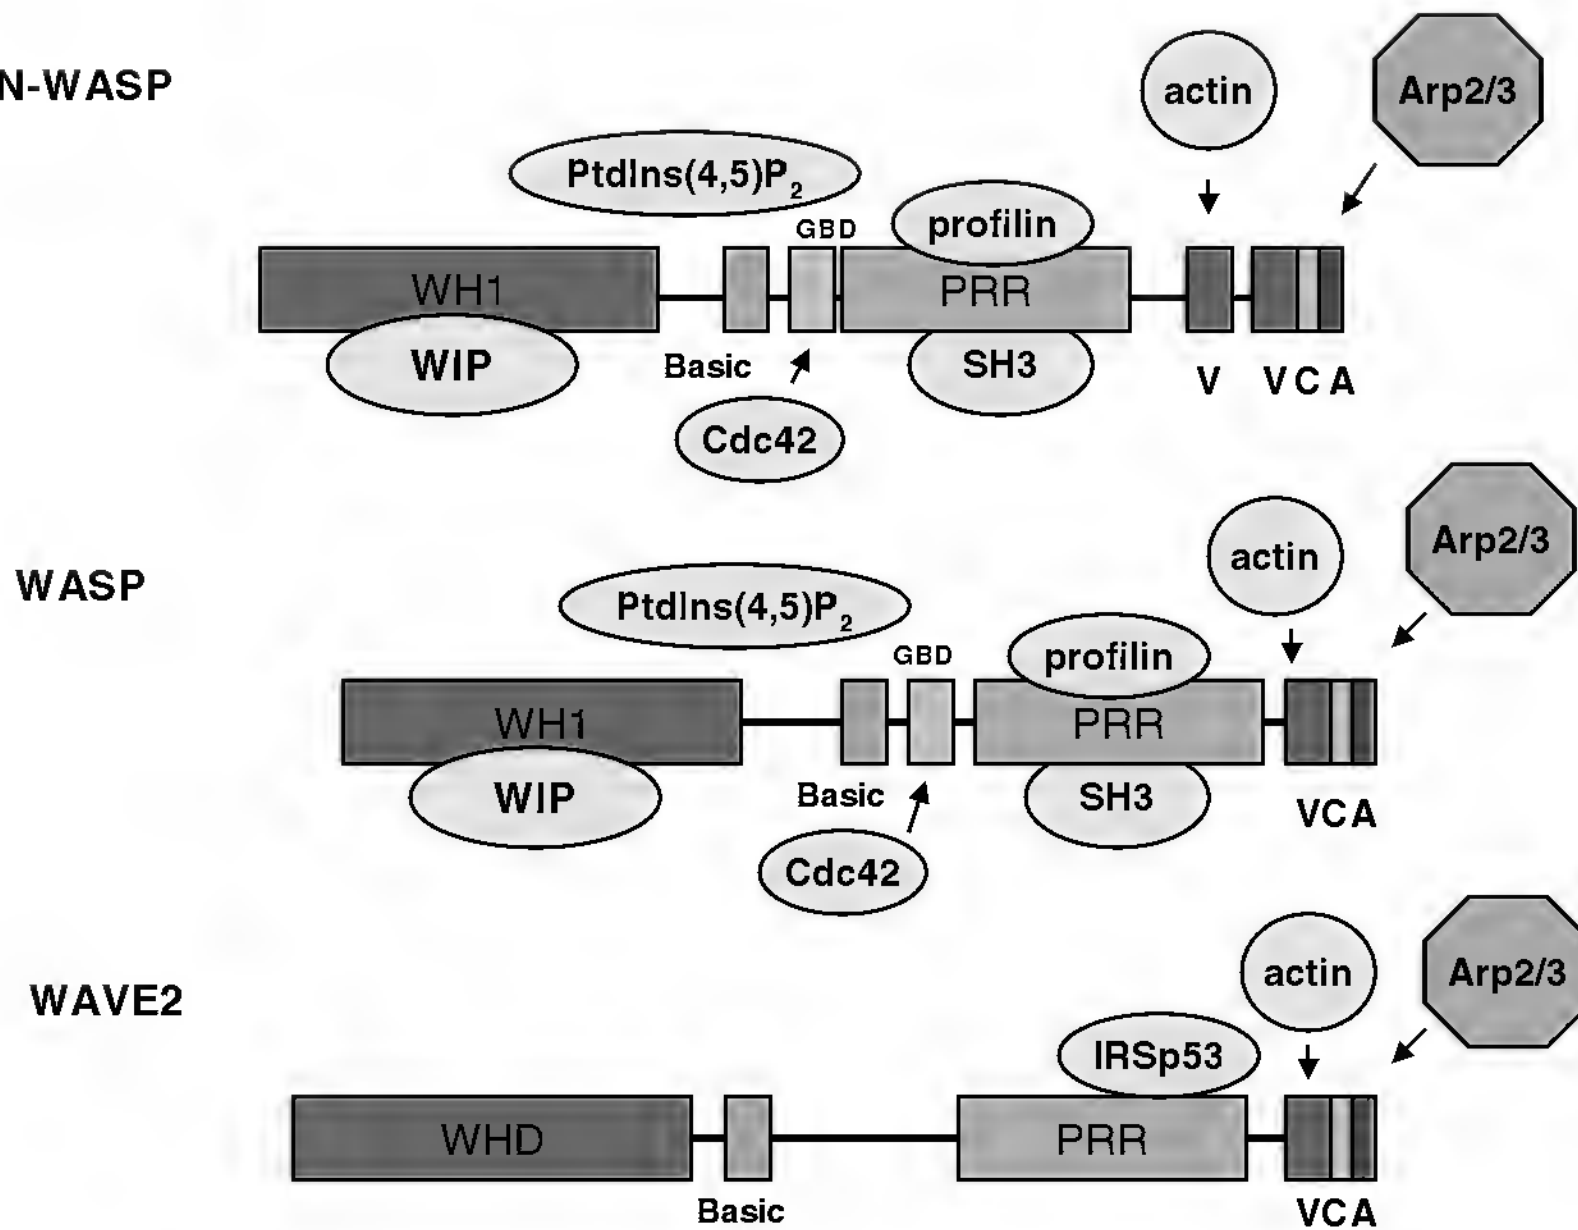 N-WASP
actin
Arp2/3
PtdIns(4,5)P2
GBD
profilin
WH1
PRR
WIP
Basic
SH3
V
V C A
Cdc42
WASP
actin
Arp2/3
PtdIns(4,5)P2
GBD
profilin
WH1
PRR
WIP
Basic
SH3
VCA
Cdc42
WAVE2
actin
Arp2/3
IRSp53
WHD
PRR
Basic
VCA